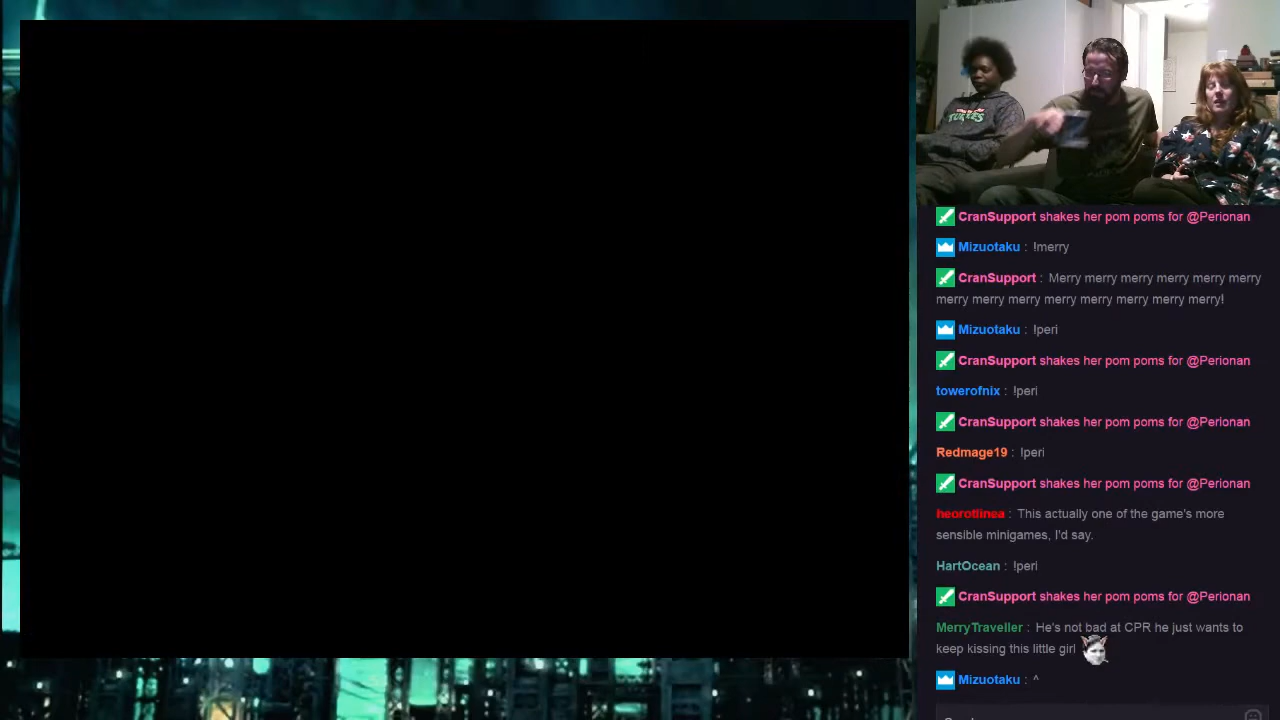 TURTLES
CranSupport shakes her pom poms for @Perionan
Mizuotaku : !merry
CranSupport : Merry merry merry merry merry merry
merry merry merry merry merry merry merry merry!
Mizuotaku : !peri
CranSupport shakes her pom poms for @Perionan
towerofnix : !peri
CranSupport shakes her pom poms for @Perionan
Redmage19 : !peri
CranSupport shakes her pom poms for @Perionan
heorotlinea : This actually one of the game's more
sensible minigames, I'd say.
HartOcean : !peri
CranSupport shakes her pom poms for @Perionan
MerryTraveller : He's not bad at CPR he just wants to
keep kissing this little girl
Mizuotaku : ^